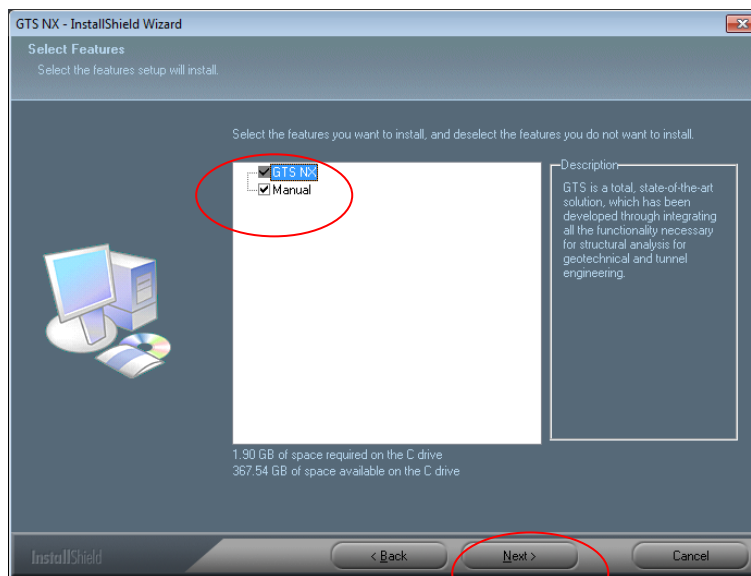 GTS NX - InstallShield Wizard
Select Features
Select the features setup will install.
Select the features you want to install, and deselect the features you do not want to install.
GTS NX
Manual
Description
GTS is a total, state-of-the-art
solution, which has been
developed through integrating
all the functionality necessary
for structural analysis for
geotechnical and tunnel
engineering.
1.90 GB of space required on the C drive
367.54 GB of space available on the C drive
InstallShield
< Back
Next >
Cancel